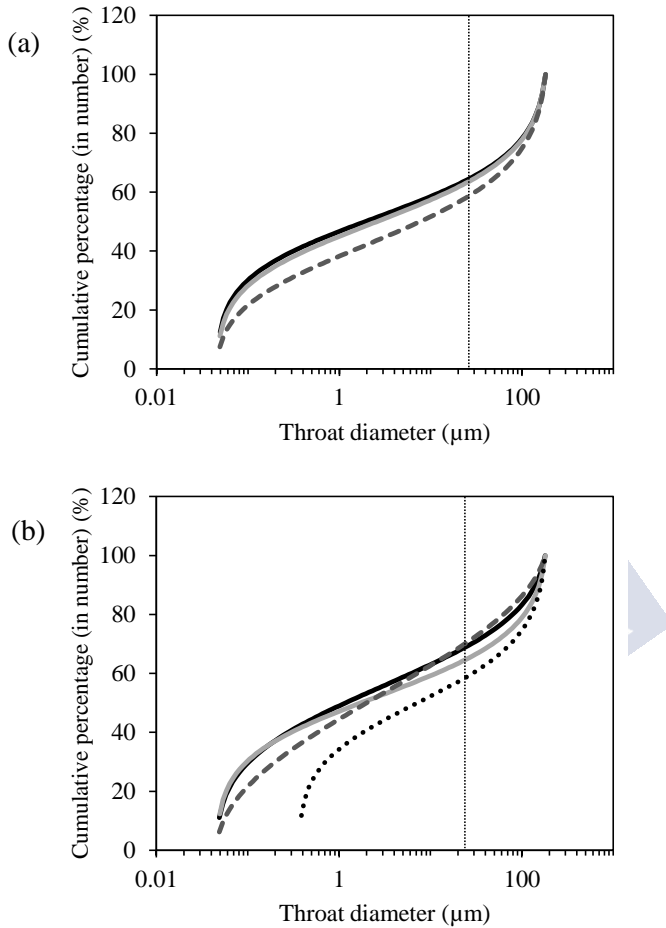 (a)
Cumulative percentage (in number) (%)
120
100
80
60
40
20
0
0.01 1 100
Throat diameter (µm)
(b)
Cumulative percentage (in number) (%)
120
100
80
60
40
20
0
0.01 1 100
Throat diameter (µm)